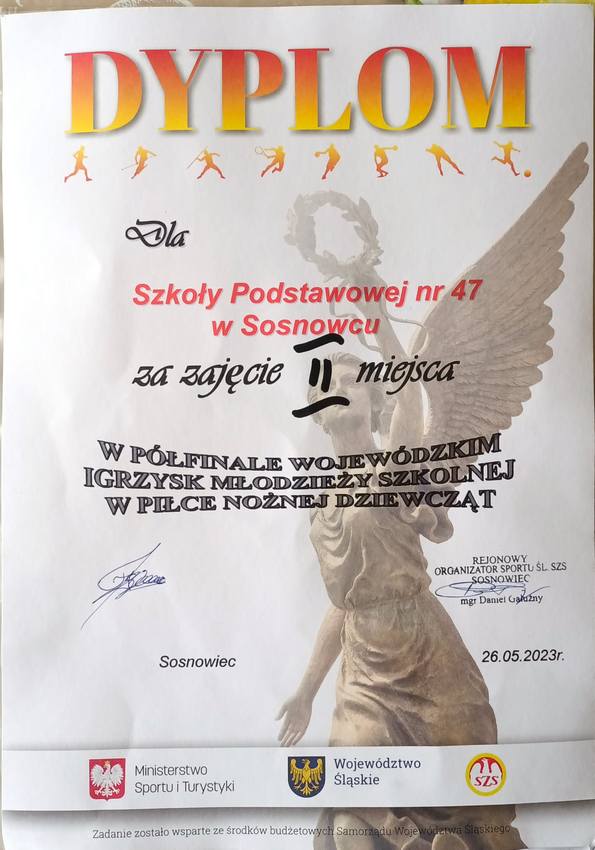 DYPLOM
Dla
Szkoły Podstawowej nr 47
w Sosnowcu
za zajęcie II miejsca
W PÓŁFINALE WOJEWÓDZKIM
IGRZYSK MŁODZIEŻY SZKOLNEJ
W PIŁCE NOŻNEJ DZIEWCZĄT
REJONOWY
ORGANIZATOR SPORTU ŚL. SZS
SOSNOWIEC
mgr Daniel Gałużny
Sosnowiec
26.05.2023r.
Ministerstwo
Sportu i Turystyki
Województwo
Śląskie
SZS
Zadanie zostało wsparte ze środków budżetowych Samorządu Województwa Śląskiego